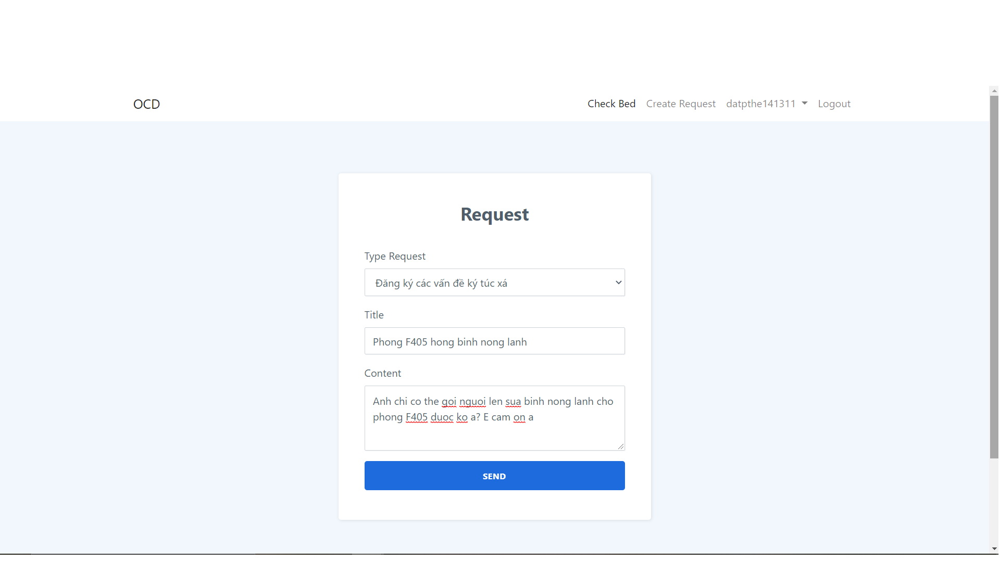 OCD
Check Bed Create Request datpthe141311 Logout
Request
Type Request
Đăng ký các vấn đề ký túc xá
Title
Phong F405 hong binh nong lanh
Content
Anh chi co the goi nguoi len sua binh nong lanh cho
phong F405 duoc ko a? E cam on a
SEND